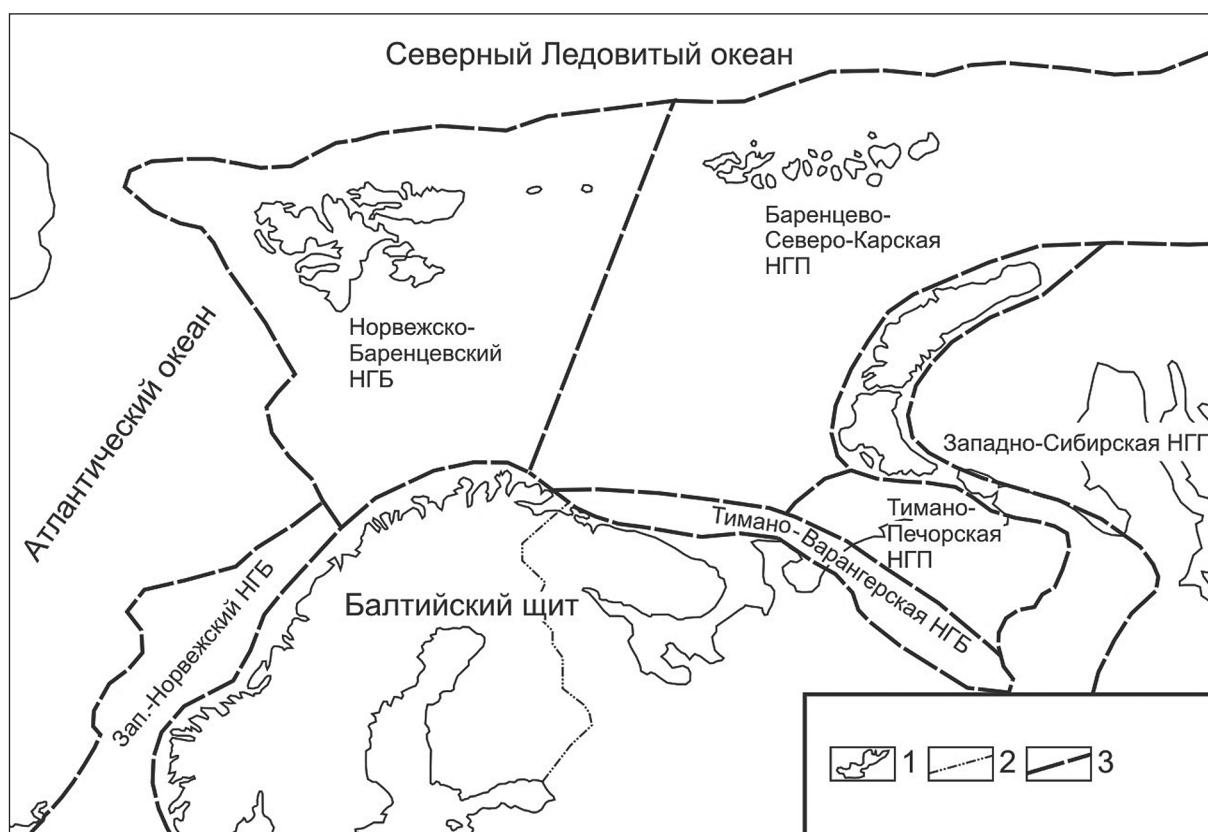 Северный Ледовитый океан
Баренцево-
Северо-Карская
НГП
Норвежско-
Баренцевский
НГБ
Атлантический океан
Западно-Сибирская НГП
Тимано-
Печорская
НГП
Тимано-Варангерская НГБ
Балтийский щит
Зап.-Норвежский НГБ
1
2
3